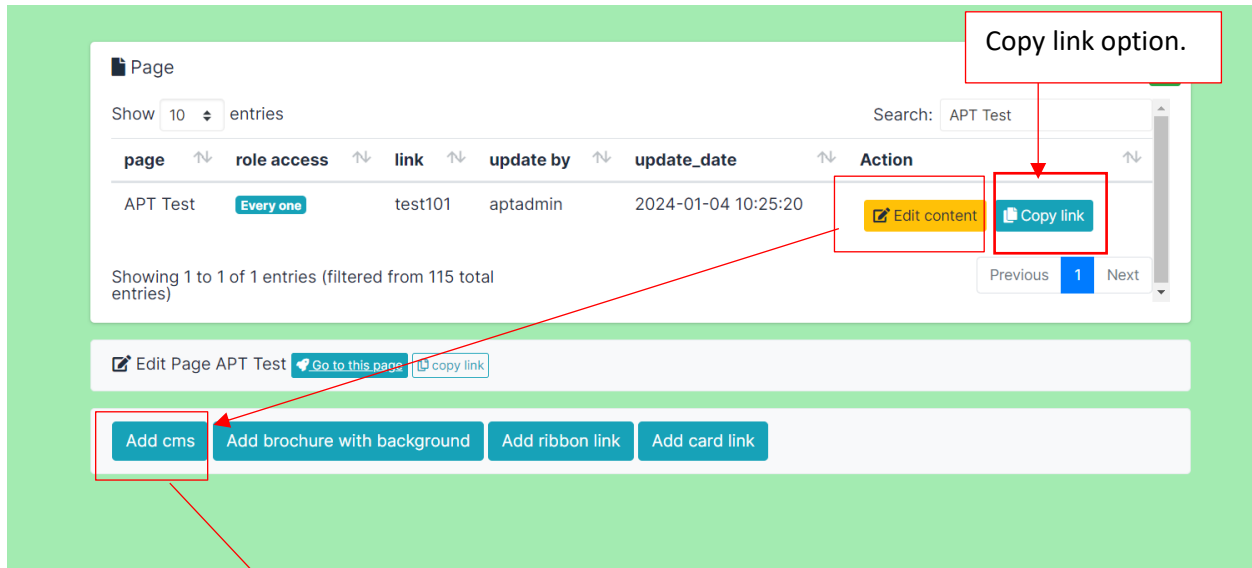 Copy link option.
Page
Show 10 entries
Search: APT Test
page role access link update by update_date Action
APT Test Every one test101 aptadmin 2024-01-04 10:25:20 Edit content Copy link
Showing 1 to 1 of 1 entries (filtered from 115 total
entries)
Previous 1 Next
Edit Page APT Test Go to this page copy link
Add cms Add brochure with background Add ribbon link Add card link